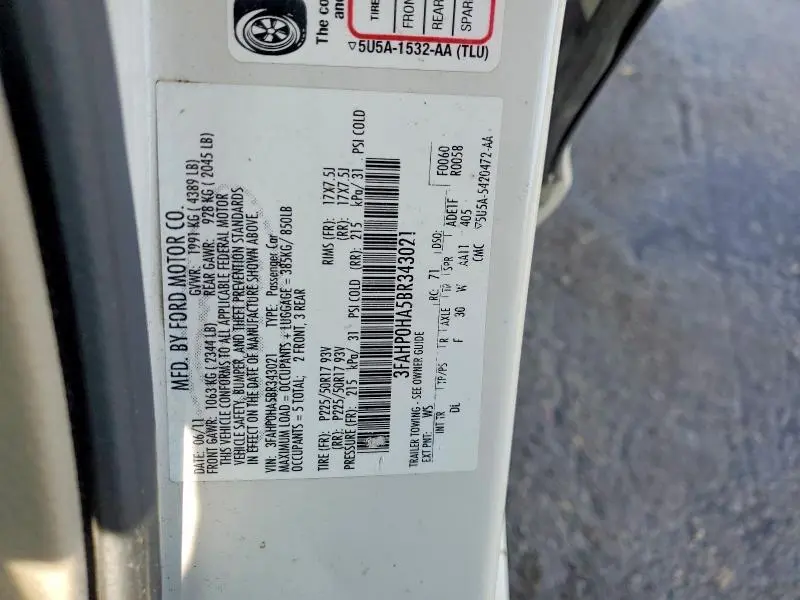 The co
and
TIRE
FRON
REAR
SPAR
▽5U5A-1532-AA (TLU)
MFD. BY FORD MOTOR CO.
DATE: 06/11 GVWR: 1991 KG ( 4389 LB)
FRONT GAWR: 1063 KG ( 2344 LB) REAR GAWR: 928 KG ( 2045 LB)
THIS VEHICLE CONFORMS TO ALL APPLICABLE FEDERAL MOTOR
VEHICLE SAFETY, BUMPER, AND THEFT PREVENTION STANDARDS
IN EFFECT ON THE DATE OF MANUFACTURE SHOWN ABOVE.
VIN: 3FAHP0HA5BR343021 TYPE: Passenger Car
MAXIMUM LOAD = OCCUPANTS + LUGGAGE = 385KG/ 850LB
OCCUPANTS = 5 TOTAL; 2 FRONT, 3 REAR
TIRE (FR): P225/50R17 93V RIMS (FR): 17X7.5J
(RR): P225/50R17 93V (RR): 17X7.5J
PRESSURE (FR): 215 kPa/ 31 PSI COLD (RR): 215 kPa/ 31 PSI COLD
3FAHP0HA5BR343021
TRAILER TOWING - SEE OWNER GUIDE F0060
EXT PNT: WS RC: 71 DSO: R0058
INT TR TP/PS R AXLE TR SPR ADE1F
DL F 30 W AA11 405
CMC ▽5U5A-5420472-AA